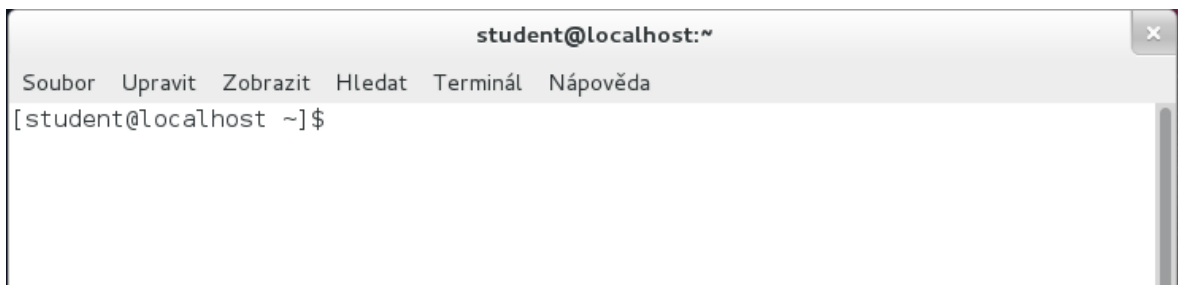 student@localhost:~
Soubor Upravit Zobrazit Hledat Terminál Nápověda
[student@localhost ~]$